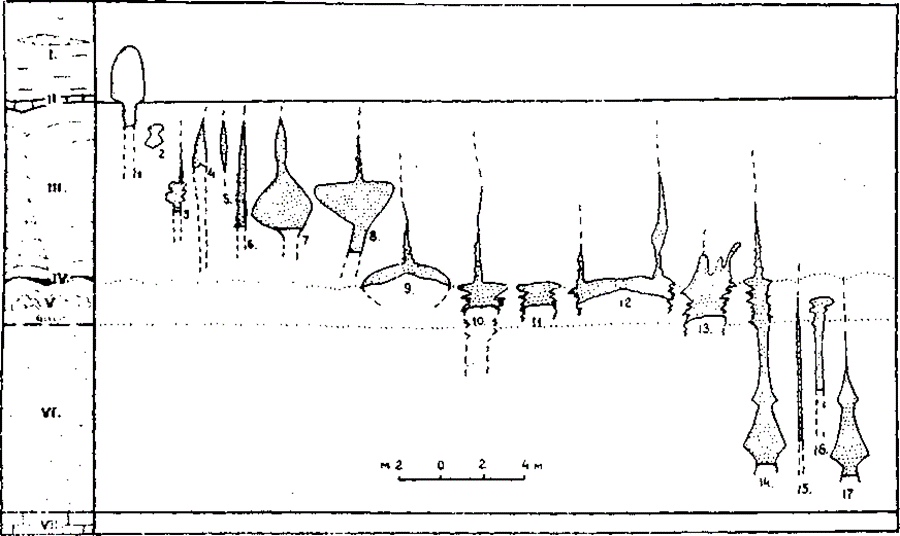 I.
II
III.
IV.
V
VI.
VII
1
2
3
4
5.
6.
7
8.
9.
10.
11.
12
13.
14.
15.
16.
17
м 2 0 2 4 м